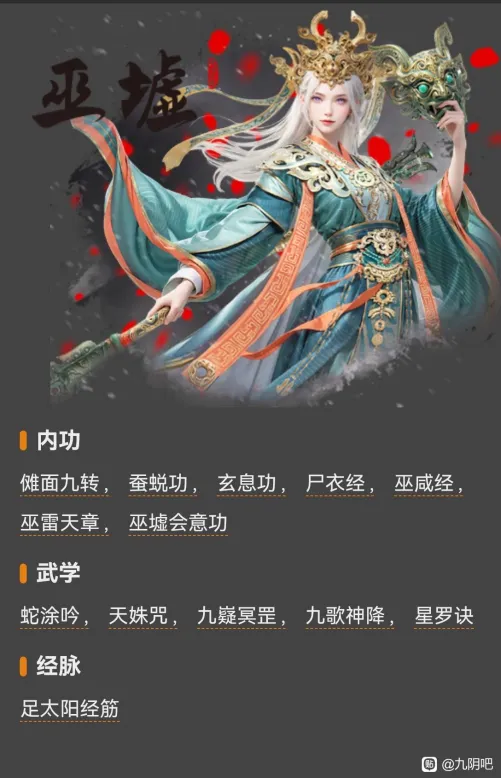 巫墟
内功
傩面九转， 蚕蜕功， 玄息功， 尸衣经， 巫咸经，
巫雷天章， 巫墟会意功
武学
蛇涂吟， 天姝咒， 九嶷冥罡， 九歌神降， 星罗诀
经脉
足太阳经筋
贴 @九阴吧